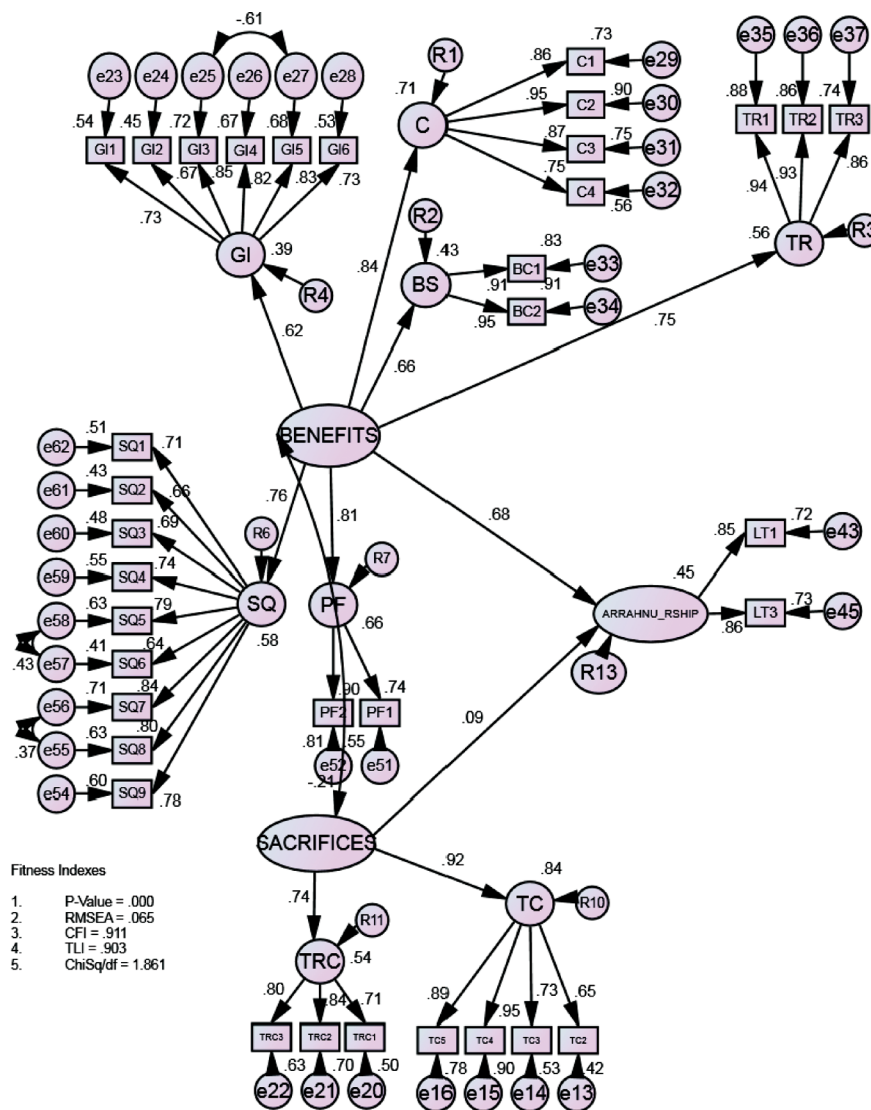 -.61
e23 e24 e25 e26 e27 e28
.54 .45 .72 .67 .68 .53
GI1 GI2 GI3 GI4 GI5 GI6
.73 .67 .85 .82 .83 .73
GI .39
R4
.62
R1
.71
C
.86 C1 .73 e29
.95 C2 .90 e30
.87 C3 .75 e31
.75 C4 .56 e32
.84
R2
.43
BS
.91 BC1 .83 e33
.95 BC2 .91 e34
.66
e35 e36 e37
.88 .86 .74
TR1 TR2 TR3
.94 .93 .86
.56 TR R3
.75
BENEFITS
e62 .51 SQ1 .71
e61 .43 SQ2 .66
e60 .48 SQ3 .69
e59 .55 SQ4 .74
e58 .63 SQ5 .79
.43
e57 .41 SQ6 .64
e56 .71 SQ7 .84
.37
e55 .63 SQ8 .80
e54 .60 SQ9 .78
.76
R6
SQ
.58
.81
R7
PF
.66
.90 .74
PF2 PF1
.81 .55
e52 e51
-.21
.68
.45
ARRAHNU_RSHIP
R13
.85 LT1 .72 e43
.86 LT3 .73 e45
.09
SACRIFICES
.92
.84
TC R10
.89 .95 .73 .65
TC5 TC4 TC3 TC2
.78 .90 .53 .42
e16 e15 e14 e13
.74
R11
TRC .54
.80 .84 .71
TRC3 TRC2 TRC1
.63 .70 .50
e22 e21 e20
Fitness Indexes
1. P-Value = .000
2. RMSEA = .065
3. CFI = .911
4. TLI = .903
5. ChiSq/df = 1.861